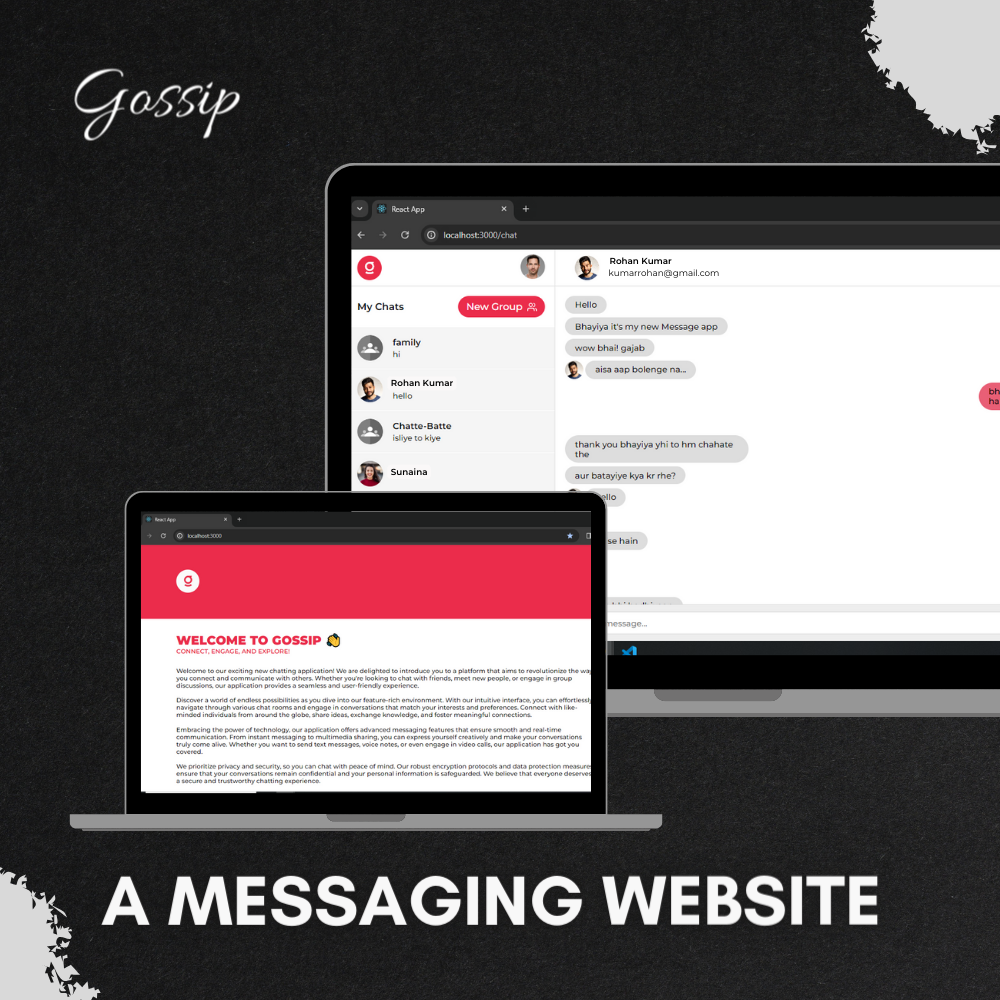 Gossip
React App
localhost:3000/chat
g
Rohan Kumar
kumarrohan@gmail.com
My Chats
New Group
family
hi
Rohan Kumar
hello
Chatte-Batte
isliye to kiye
Sunaina
Hello
Bhayiya it's my new Message app
wow bhai! gajab
aisa aap bolenge na...
bh
ha
thank you bhayiya yhi to hm chahate
the
aur batayiye kya kr rhe?
ello
se hain
message...
React App
localhost:3000
g
WELCOME TO GOSSIP 👏
CONNECT, ENGAGE, AND EXPLORE!
Welcome to our exciting new chatting application! We are delighted to introduce you to a platform that aims to revolutionize the way
you connect and communicate with others. Whether you're looking to chat with friends, meet new people, or engage in group
discussions, our application provides a seamless and user-friendly experience.
Discover a world of endless possibilities as you dive into our feature-rich environment. With our intuitive interface, you can effortlessly
navigate through various chat rooms and engage in conversations that match your interests and preferences. Connect with like-
minded individuals from around the globe, share ideas, exchange knowledge, and foster meaningful connections.
Embracing the power of technology, our application offers advanced messaging features that ensure smooth and real-time
communication. From instant messaging to multimedia sharing, you can express yourself creatively and make your conversations
truly come alive. Whether you want to send text messages, voice notes, or even engage in video calls, our application has got you
covered.
We prioritize privacy and security, so you can chat with peace of mind. Our robust encryption protocols and data protection measures
ensure that your conversations remain confidential and your personal information is safeguarded. We believe that everyone deserves
a secure and trustworthy chatting experience.
A MESSAGING WEBSITE